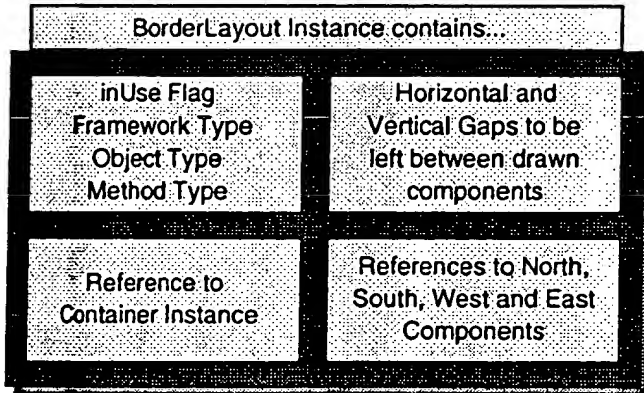 BorderLayout Instance contains...
inUse Flag
Framework Type
Object Type
Method Type
Horizontal and
Vertical Gaps to be
left between drawn
components
Reference to
Container Instance
References to North,
South, West and East
Components